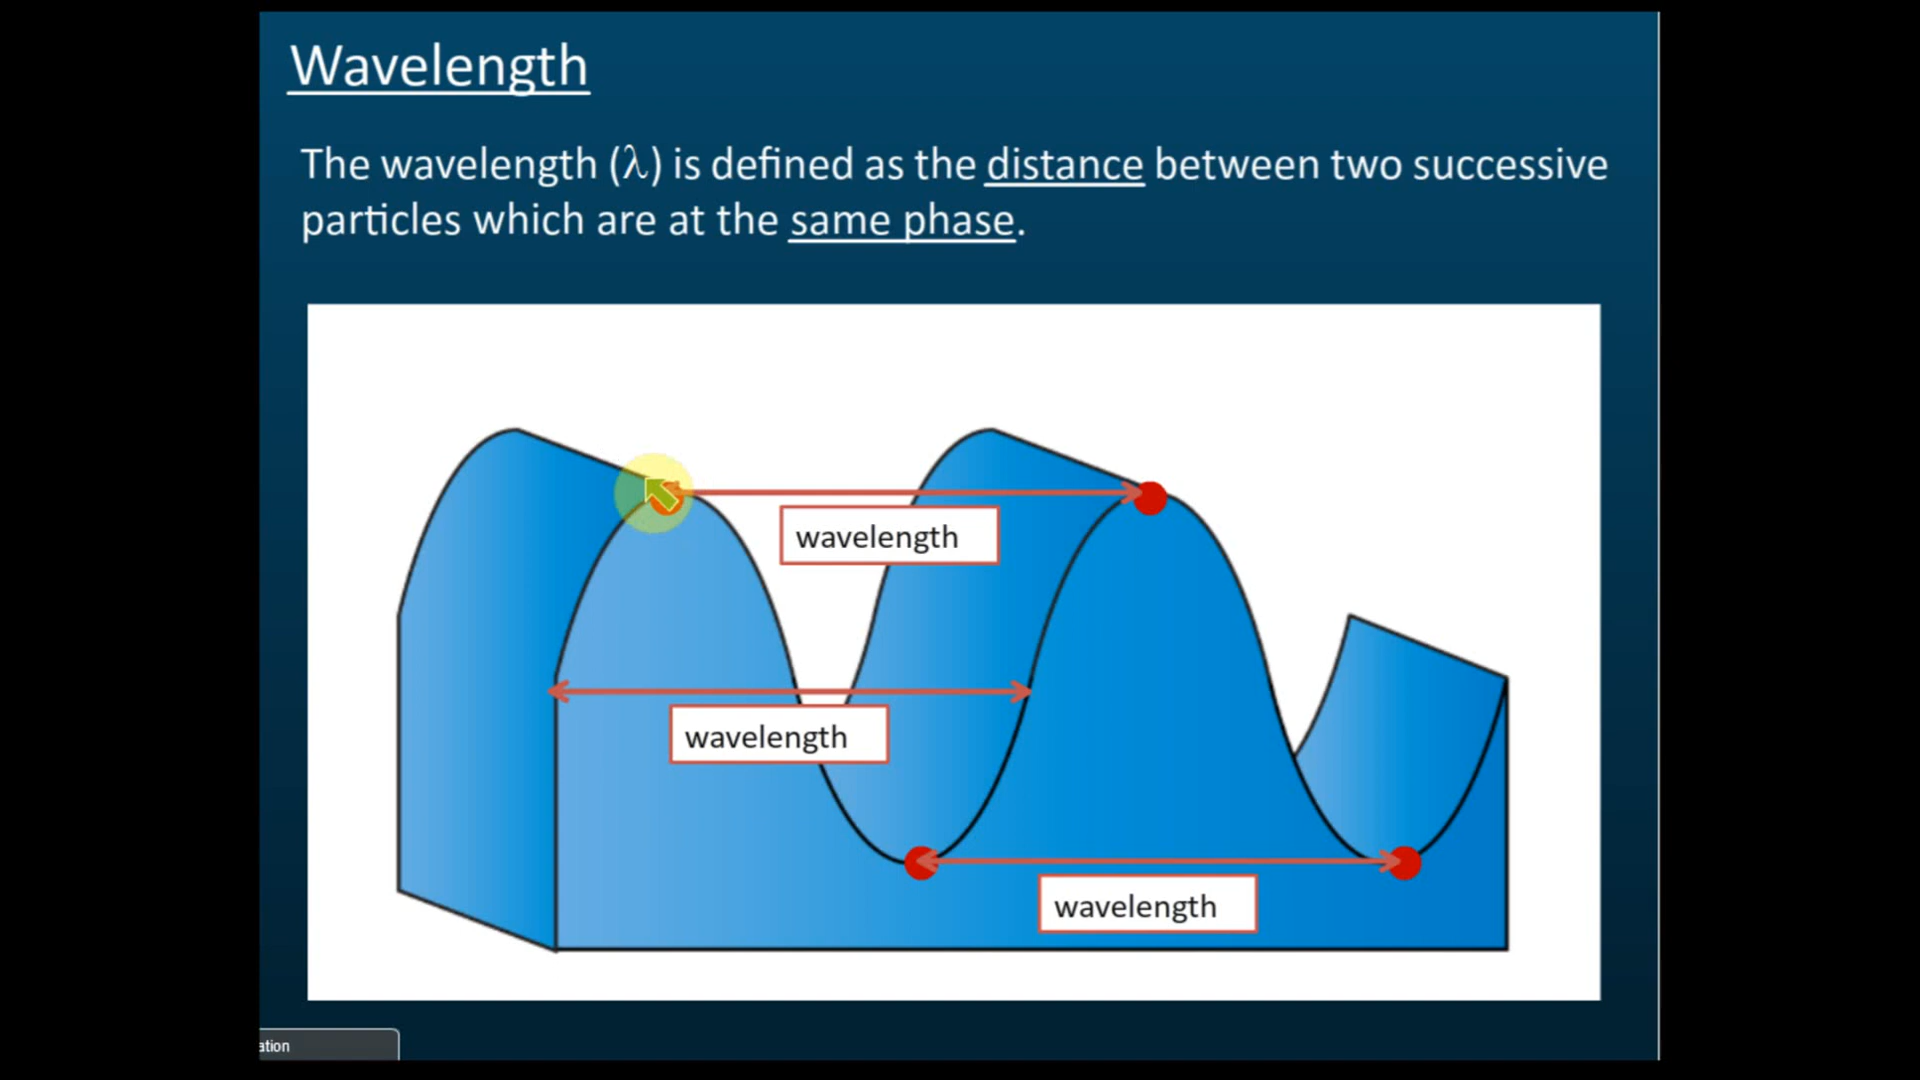 Wavelength
The wavelength (λ) is defined as the distance between two successive
particles which are at the same phase.
wavelength
wavelength
wavelength
ation